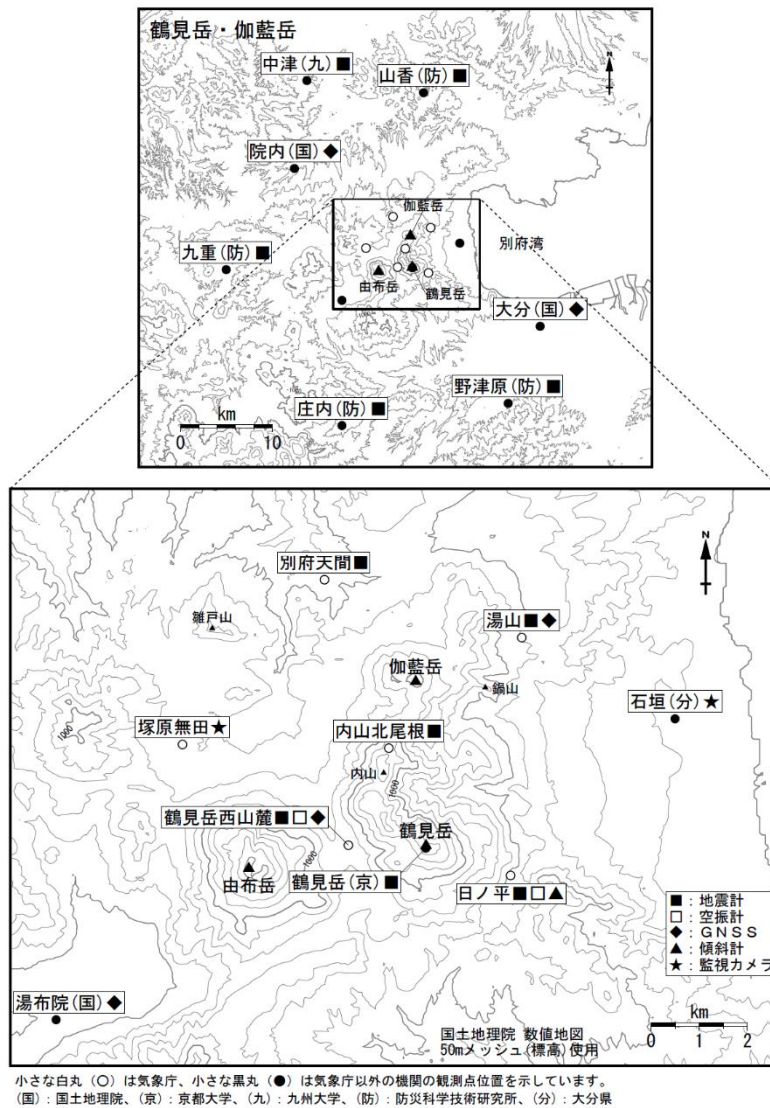 鶴見岳・伽藍岳
中津(九)■
山香(防)■
N
院内(国)◆
伽藍岳
九重(防)■
別府湾
由布岳
鶴見岳
大分(国)◆
野津原(防)■
庄内(防)■
km
0 10
別府天間■
N
雛戸山
湯山■◆
伽藍岳
鍋山
石垣(分)★
塚原無田★
内山北尾根■
1000
内山
1000
鶴見岳西山麓■□◆
鶴見岳
1000
由布岳
鶴見岳(京)■
日ノ平■□▲
■:地震計
□:空振計
◆:GNSS
▲:傾斜計
★:監視カメラ
湯布院(国)◆
km
0 1 2
国土地理院 数値地図
50mメッシュ(標高)使用
小さな白丸(○)は気象庁、小さな黒丸(●)は気象庁以外の機関の観測点位置を示しています。
(国):国土地理院、(京):京都大学、(九):九州大学、(防):防災科学技術研究所、(分):大分県